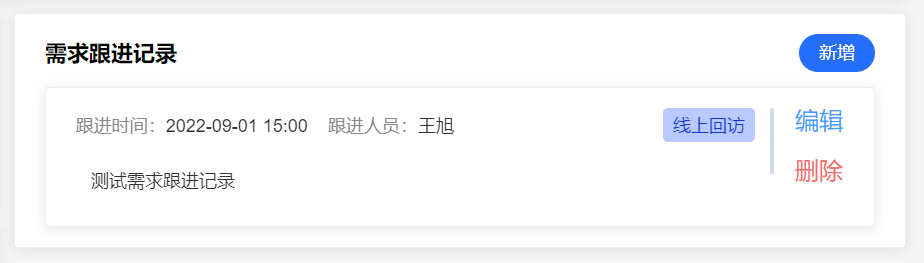 需求跟进记录 新增
跟进时间：2022-09-01 15:00 跟进人员：王旭 线上回访 编辑
删除
测试需求跟进记录